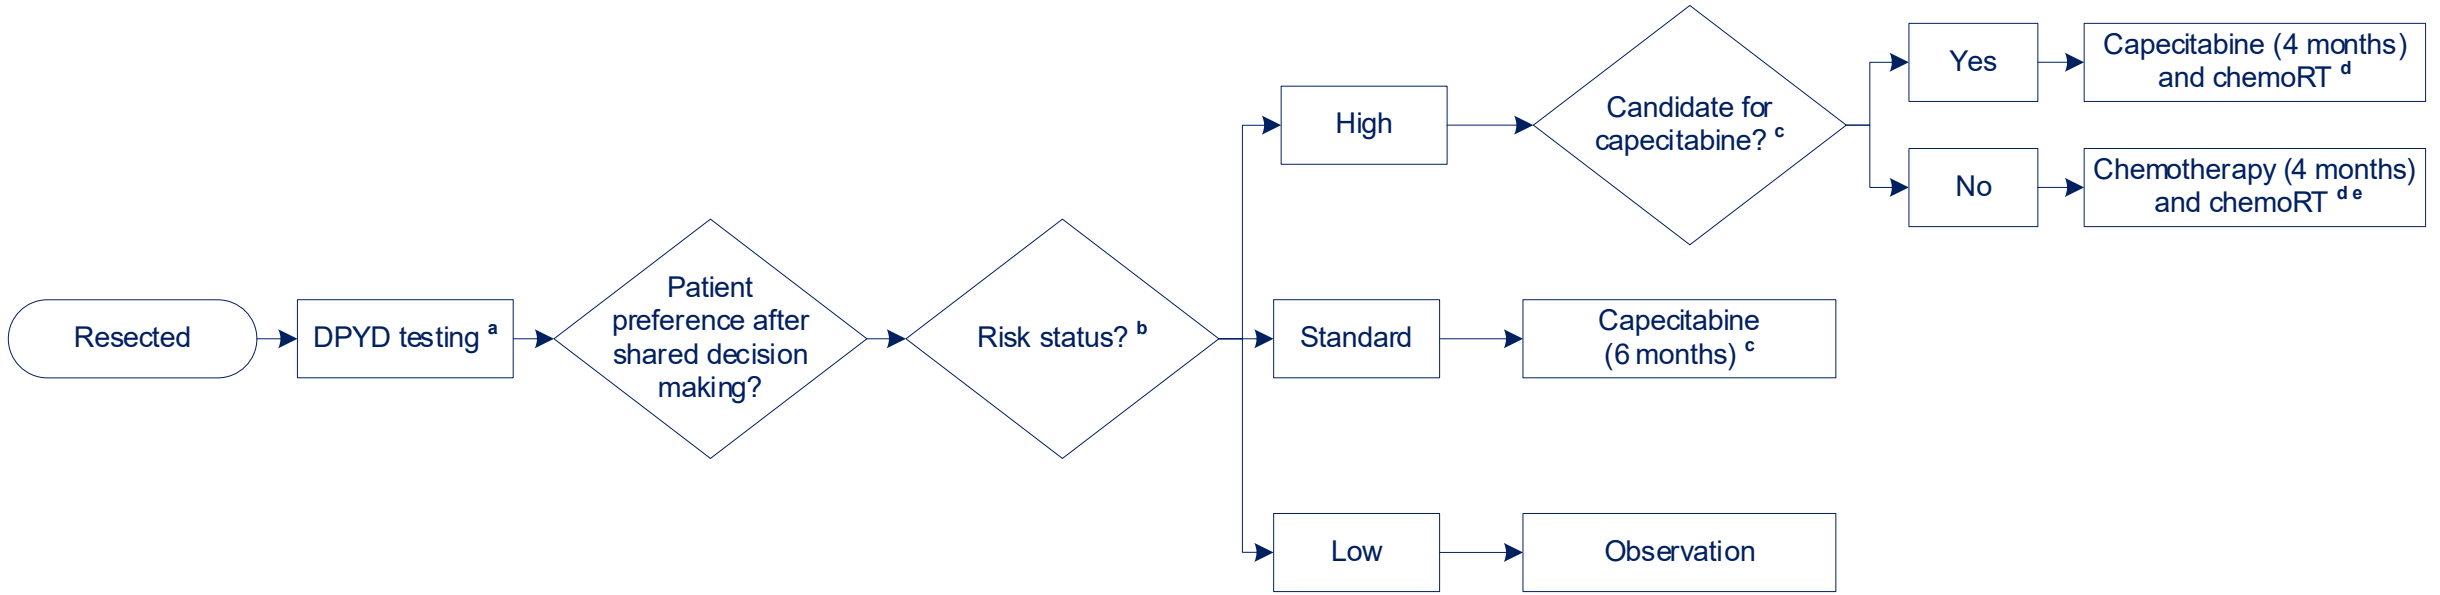 Resected
DPYD testing a
Patient
preference after
shared decision
making?
Risk status? b
High
Candidate for
capecitabine? c
Yes
Capecitabine (4 months)
and chemoRT d
No
Chemotherapy (4 months)
and chemoRT d e
Standard
Capecitabine
(6 months) c
Low
Observation